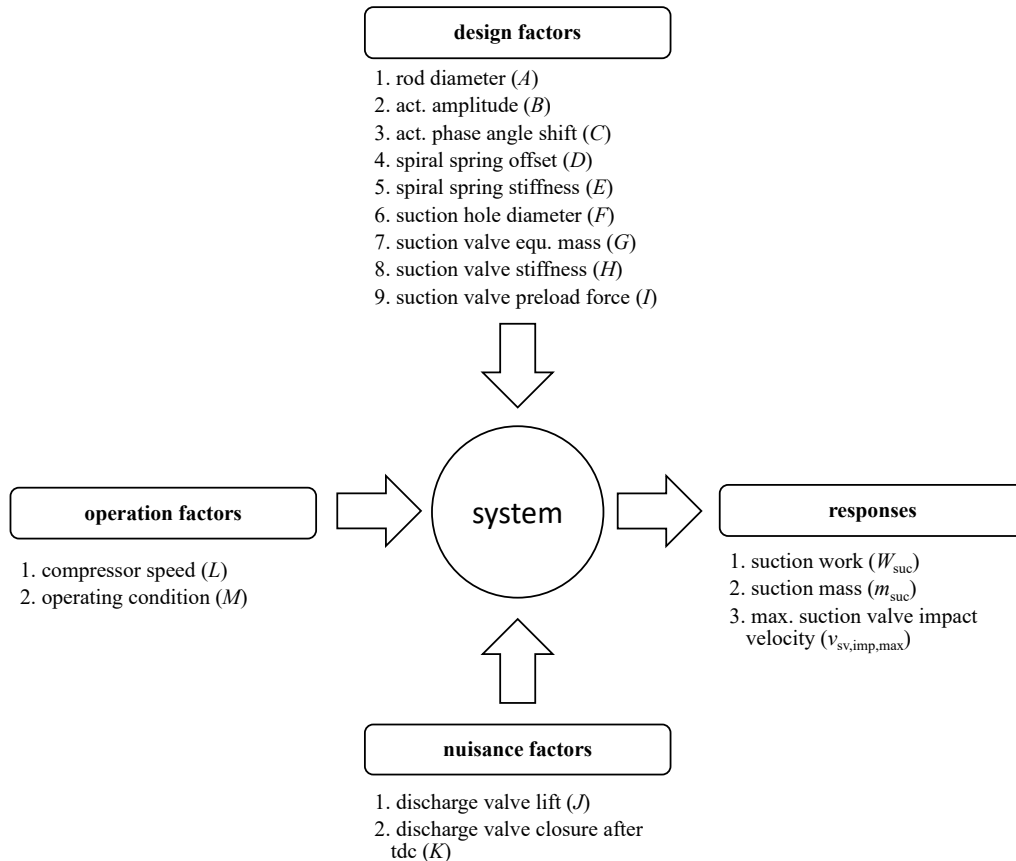 design factors
1. rod diameter (A)
2. act. amplitude (B)
3. act. phase angle shift (C)
4. spiral spring offset (D)
5. spiral spring stiffness (E)
6. suction hole diameter (F)
7. suction valve equ. mass (G)
8. suction valve stiffness (H)
9. suction valve preload force (I)
operation factors
1. compressor speed (L)
2. operating condition (M)
system
responses
1. suction work (W_suc)
2. suction mass (m_suc)
3. max. suction valve impact
velocity (v_sv,imp,max)
nuisance factors
1. discharge valve lift (J)
2. discharge valve closure after
tdc (K)